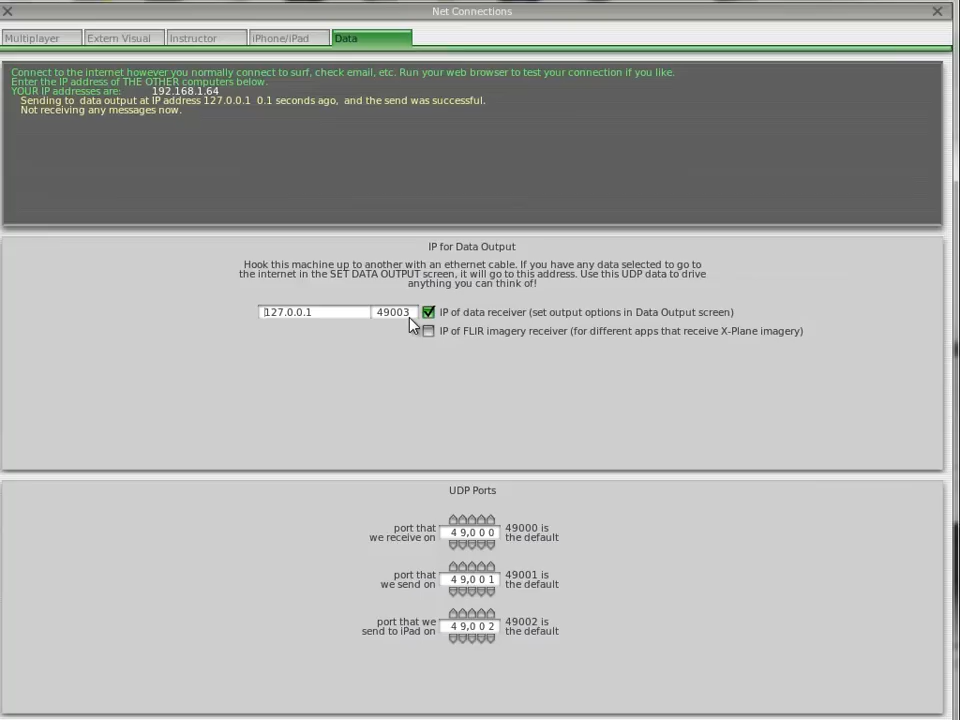 Net Connections
Multiplayer
Extern Visual
Instructor
iPhone/iPad
Data
Connect to the internet however you normally connect to surf, check email, etc. Run your web browser to test your connection if you like.
Enter the IP address of THE OTHER computers below.
YOUR IP addresses are: 192.168.1.64
Sending to data output at IP address 127.0.0.1 0.1 seconds ago, and the send was successful.
Not receiving any messages now.
IP for Data Output
Hook this machine up to another with an ethernet cable. If you have any data selected to go to
the internet in the SET DATA OUTPUT screen, it will go to this address. Use this UDP data to drive
anything you can think of!
127.0.0.1 49003 IP of data receiver (set output options in Data Output screen)
IP of FLIR imagery receiver (for different apps that receive X-Plane imagery)
UDP Ports
port that
we receive on
4 9,0 0 0
49000 is
the default
port that
we send on
4 9,0 0 1
49001 is
the default
port that we
send to iPad on
4 9,0 0 2
49002 is
the default